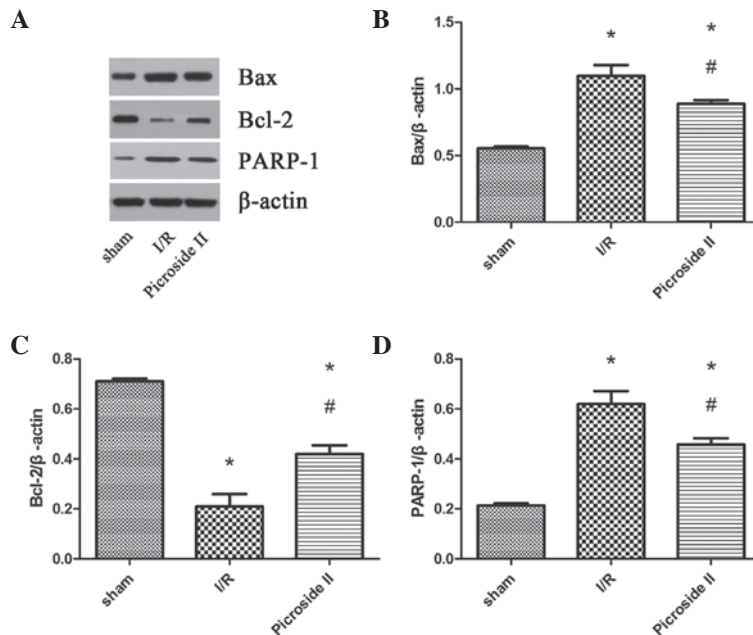 A
Bax
Bcl-2
PARP-1
β-actin
sham
I/R
Picroside II
B
Bax/β -actin
1.5
1.0
0.5
0.0
*
*
#
sham
I/R
Picroside II
C
Bcl-2/β -actin
0.8
0.6
0.4
0.2
0.0
*
*
#
sham
I/R
Picroside II
D
PARP-1/β -actin
0.8
0.6
0.4
0.2
0.0
*
*
#
sham
I/R
Picroside II